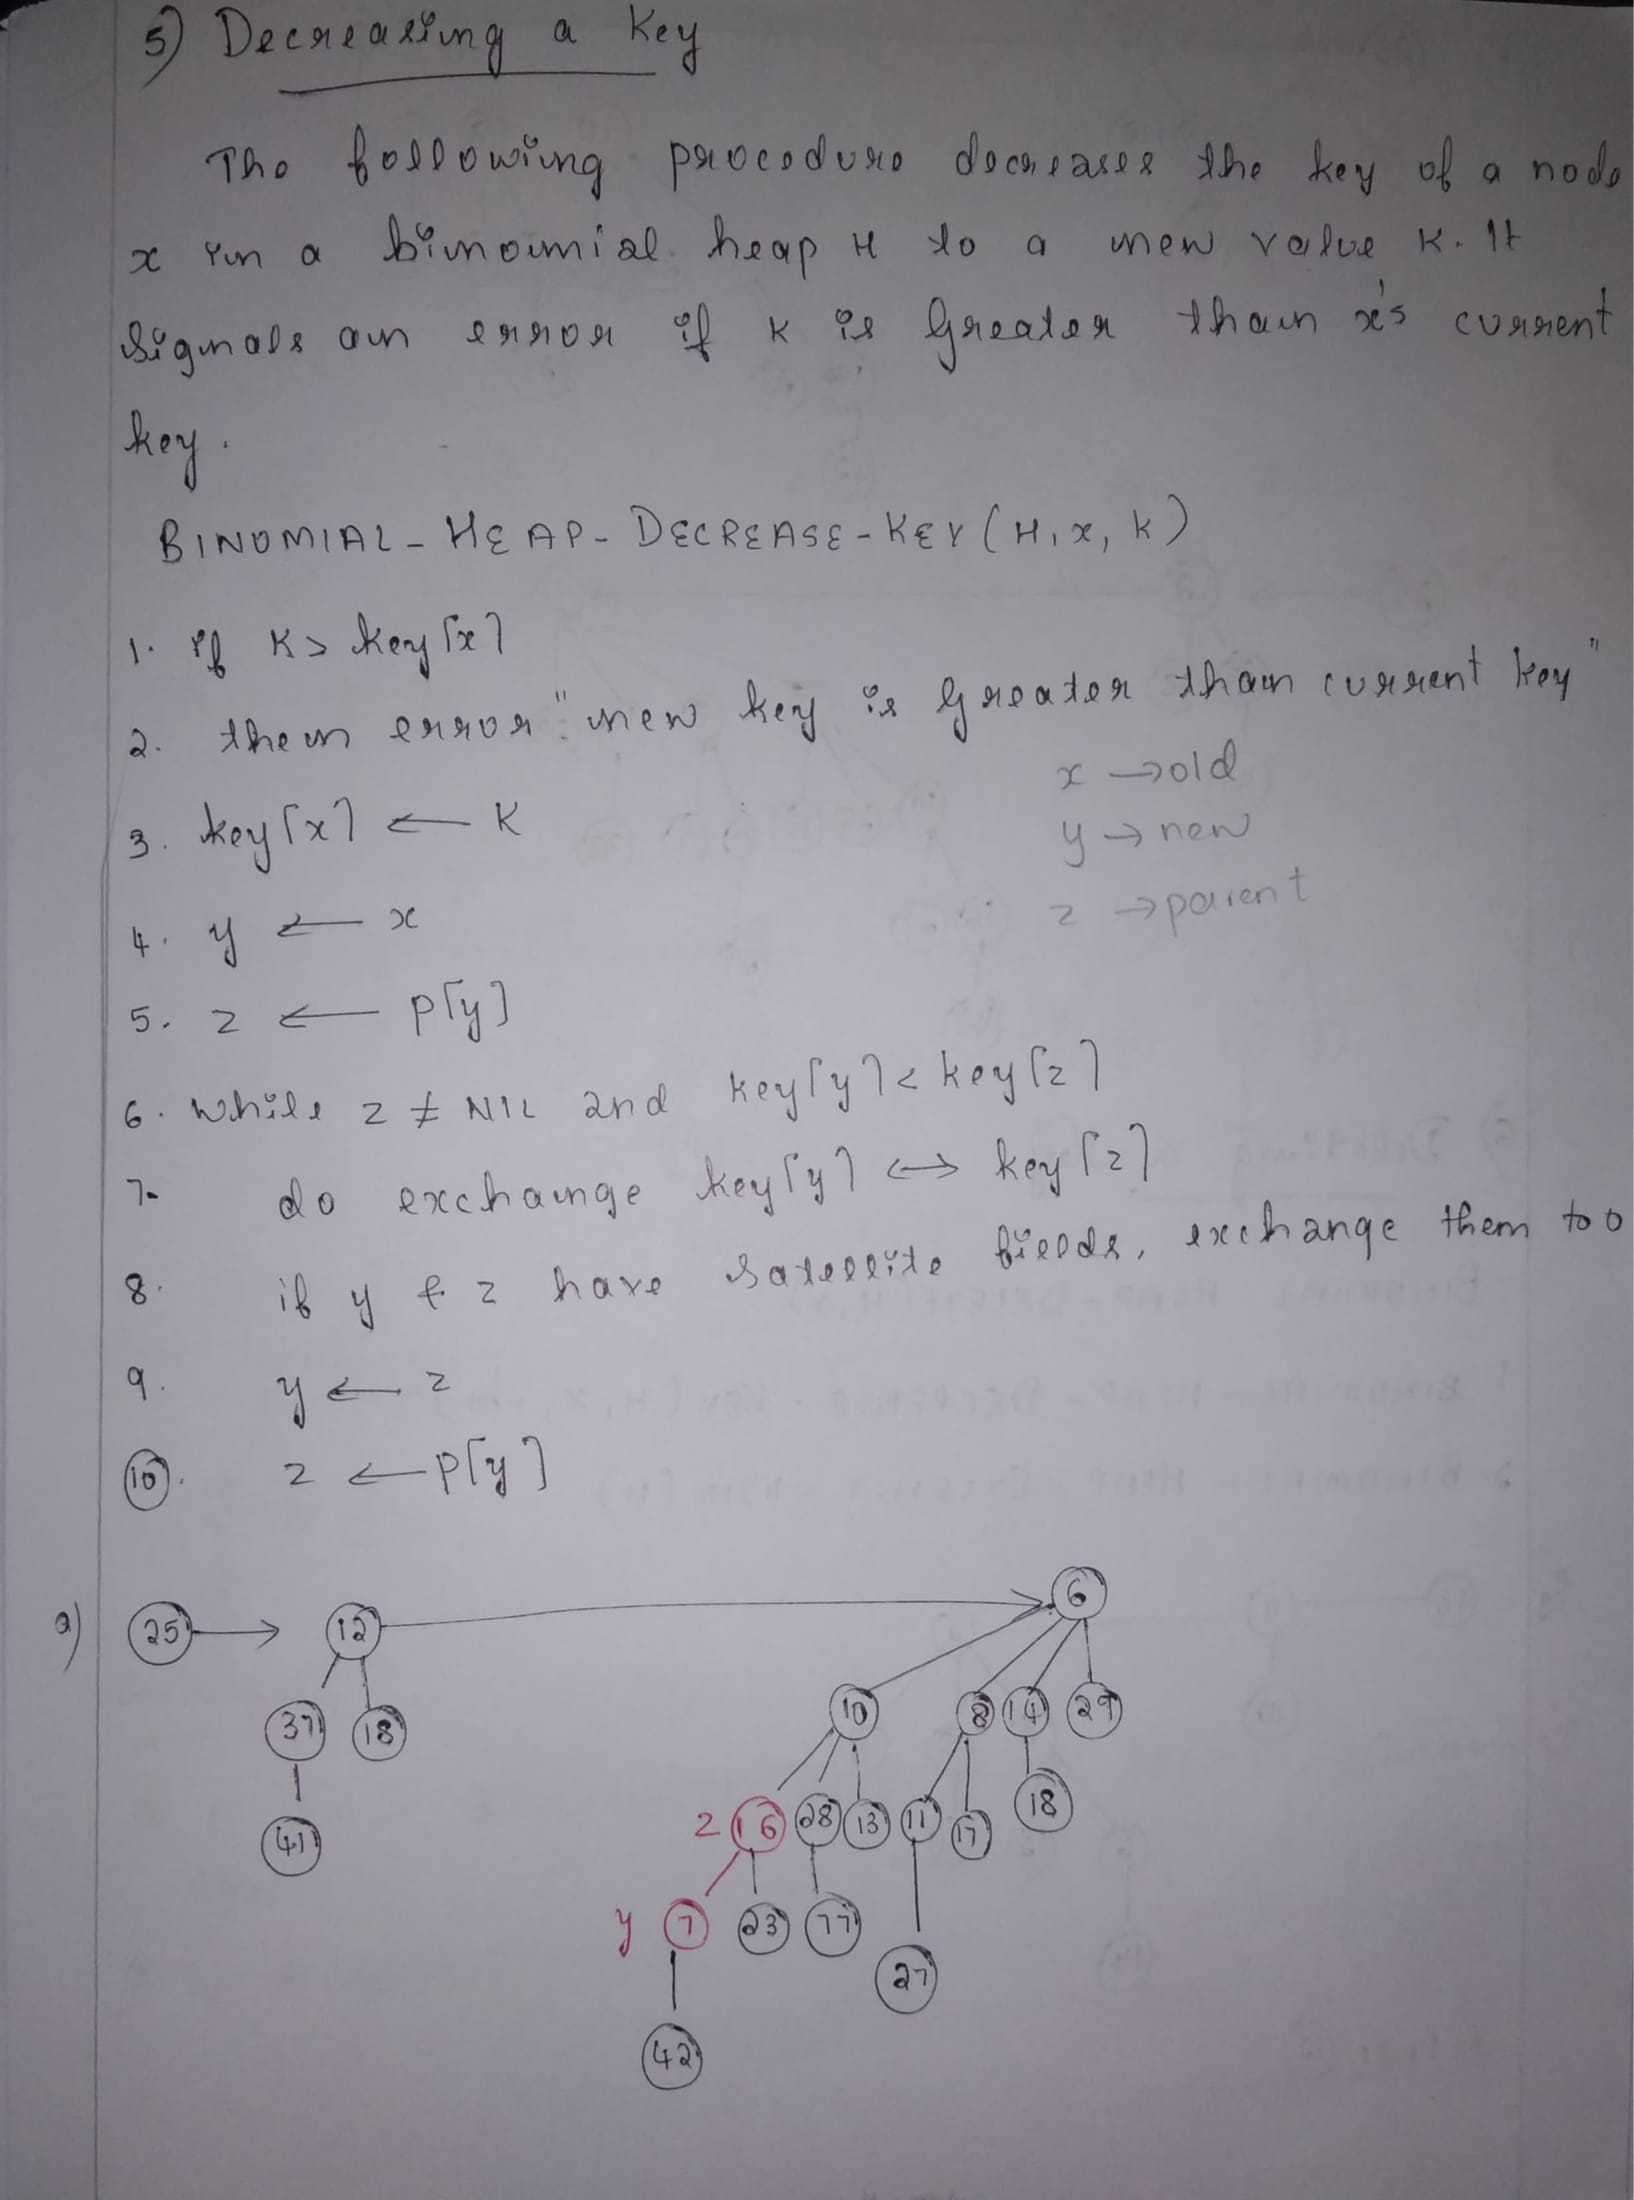 5) Decreasing a Key
The following procedure decreases the key of a node
x in a binomial heap H to a new value K. It
signals an error if K is Greater than x's current
key.
BINOMIAL-HEAP-DECREASE-KEY(H, x, K)
1. if K > key[x]
2. then error "new key is Greater than current key"
x → old
3. key[x] ← K
y → new
4. y ← x
z → parent
5. z ← P[y]
6. while z ≠ NIL and key[y] < key[z]
7. do exchange key[y] ↔ key[z]
8. if y & z have satellite fields, exchange them too
9. y ← z
10. z ← P[y]
a) 25 → 12 → 6
37 18 10 8 14 29
41 z 16 28 13 11 17 18
y 7 23 77 27
42